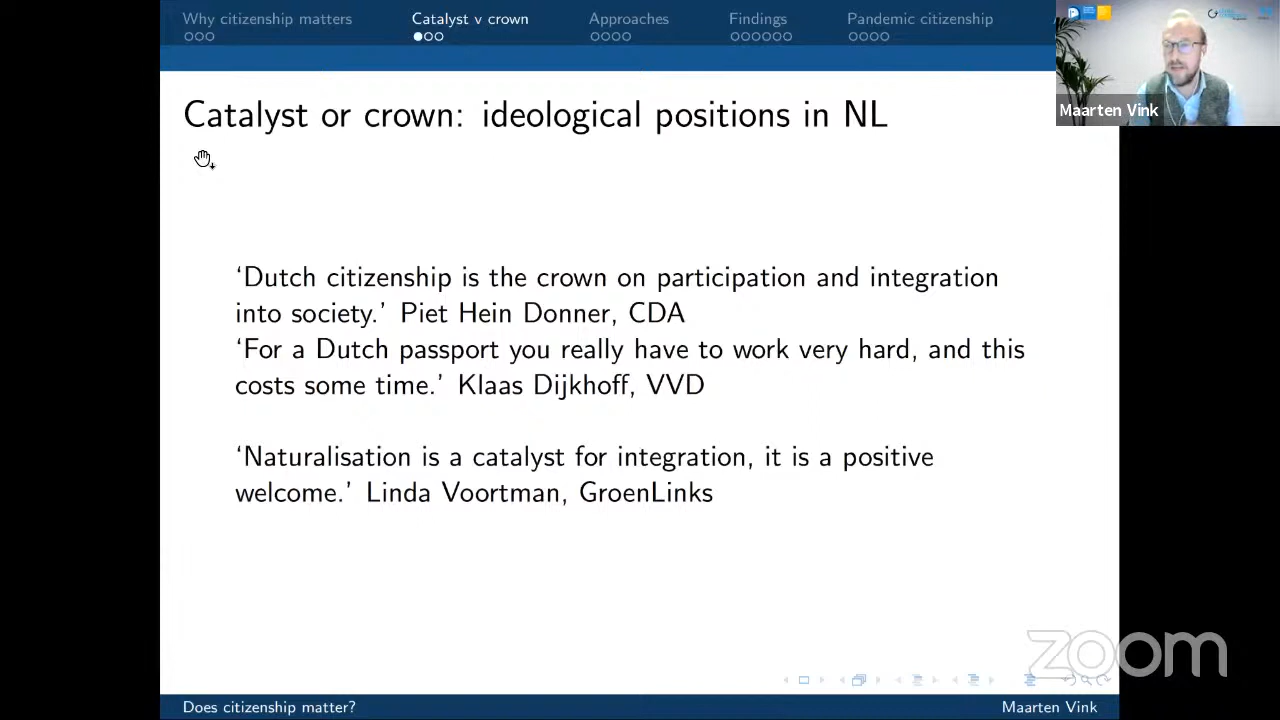 Why citizenship matters
Catalyst v crown
Approaches
Findings
Pandemic citizenship
Maarten Vink
Catalyst or crown: ideological positions in NL
‘Dutch citizenship is the crown on participation and integration
into society.’ Piet Hein Donner, CDA
‘For a Dutch passport you really have to work very hard, and this
costs some time.’ Klaas Dijkhoff, VVD
‘Naturalisation is a catalyst for integration, it is a positive
welcome.’ Linda Voortman, GroenLinks
zoom
Does citizenship matter?
Maarten Vink